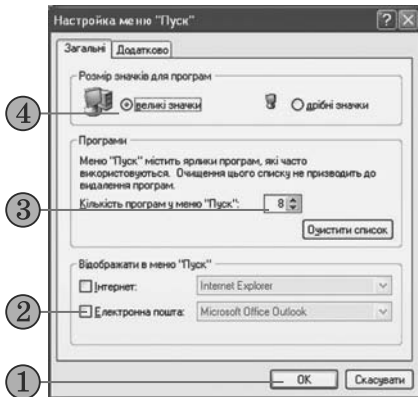 Настройка меню "Пуск"
Загальні Додатково
Розмір значків для програм
4 великі значки дрібні значки
Програми
Меню "Пуск" містить ярлики програм, які часто
використовуються. Очищення цього списку не призводить до
видалення програм.
3 Кількість програм у меню "Пуск": 8
Очистити список
Відображати в меню "Пуск"
Інтернет: Internet Explorer
2 Електронна пошта: Microsoft Office Outlook
1 ОК Скасувати